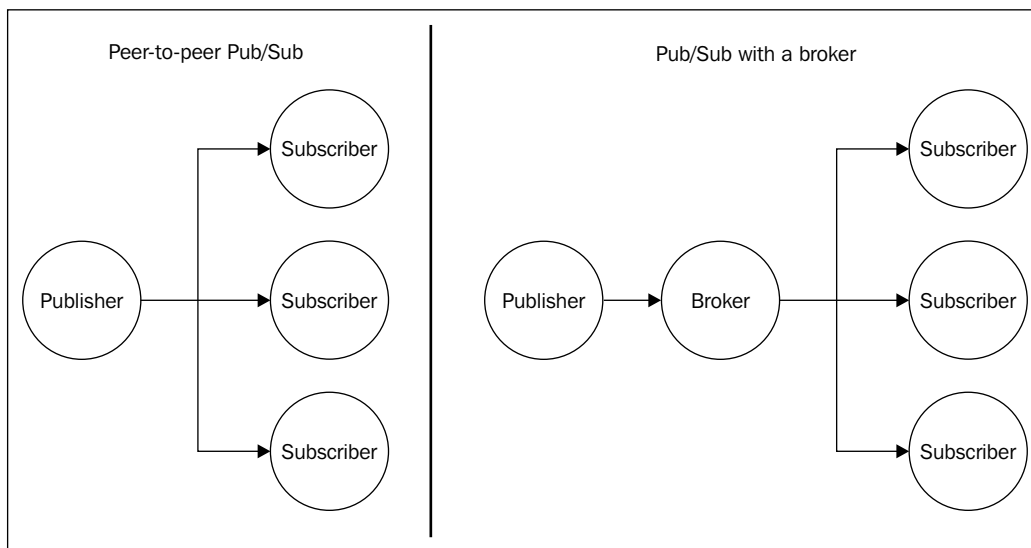 Peer-to-peer Pub/Sub
Subscriber
Publisher
Subscriber
Subscriber
Pub/Sub with a broker
Subscriber
Publisher
Broker
Subscriber
Subscriber